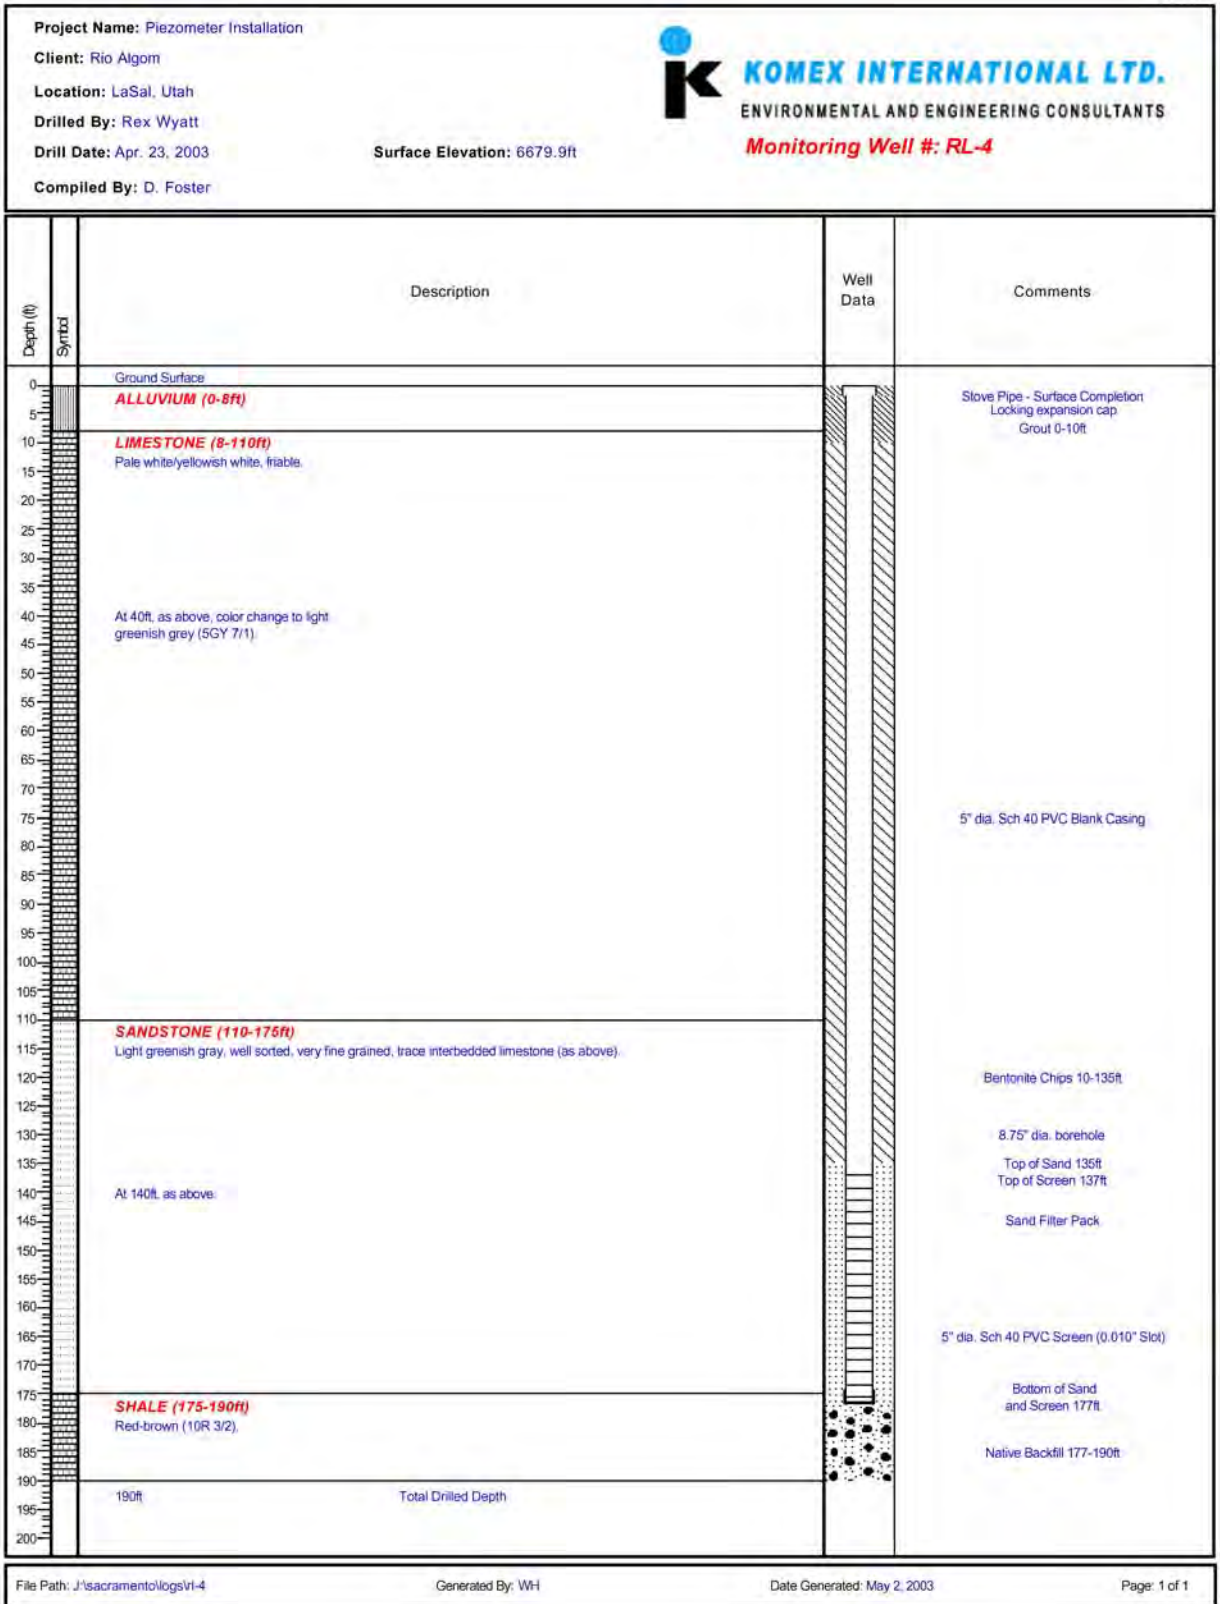 Project Name: Piezometer Installation
Client: Rio Algom
Location: LaSal, Utah
Drilled By: Rex Wyatt
Drill Date: Apr. 23, 2003
Surface Elevation: 6679.9ft
Compiled By: D. Foster
KOMEX INTERNATIONAL LTD.
ENVIRONMENTAL AND ENGINEERING CONSULTANTS
Monitoring Well #: RL-4
Depth (ft)
Symbol
Description
Well
Data
Comments
Ground Surface
0
ALLUVIUM (0-8ft)
Stove Pipe - Surface Completion
Locking expansion cap
5
Grout 0-10ft
10
LIMESTONE (8-110ft)
Pale white/yellowish white, friable.
15
20
25
30
35
40
At 40ft, as above, color change to light
greenish grey (5GY 7/1).
45
50
55
60
65
70
75
5" dia. Sch 40 PVC Blank Casing
80
85
90
95
100
105
110
SANDSTONE (110-175ft)
115
Light greenish gray, well sorted, very fine grained, trace interbedded limestone (as above).
120
Bentonite Chips 10-135ft
125
130
8.75" dia. borehole
135
Top of Sand 135ft
Top of Screen 137ft
140
At 140ft, as above.
145
Sand Filter Pack
150
155
160
165
5" dia. Sch 40 PVC Screen (0.010" Slot)
170
175
Bottom of Sand
and Screen 177ft
SHALE (175-190ft)
180
Red-brown (10R 3/2).
185
Native Backfill 177-190ft
190
190ft
Total Drilled Depth
195
200
File Path: J:\sacramento\logs\rl-4
Generated By: WH
Date Generated: May 2, 2003
Page: 1 of 1